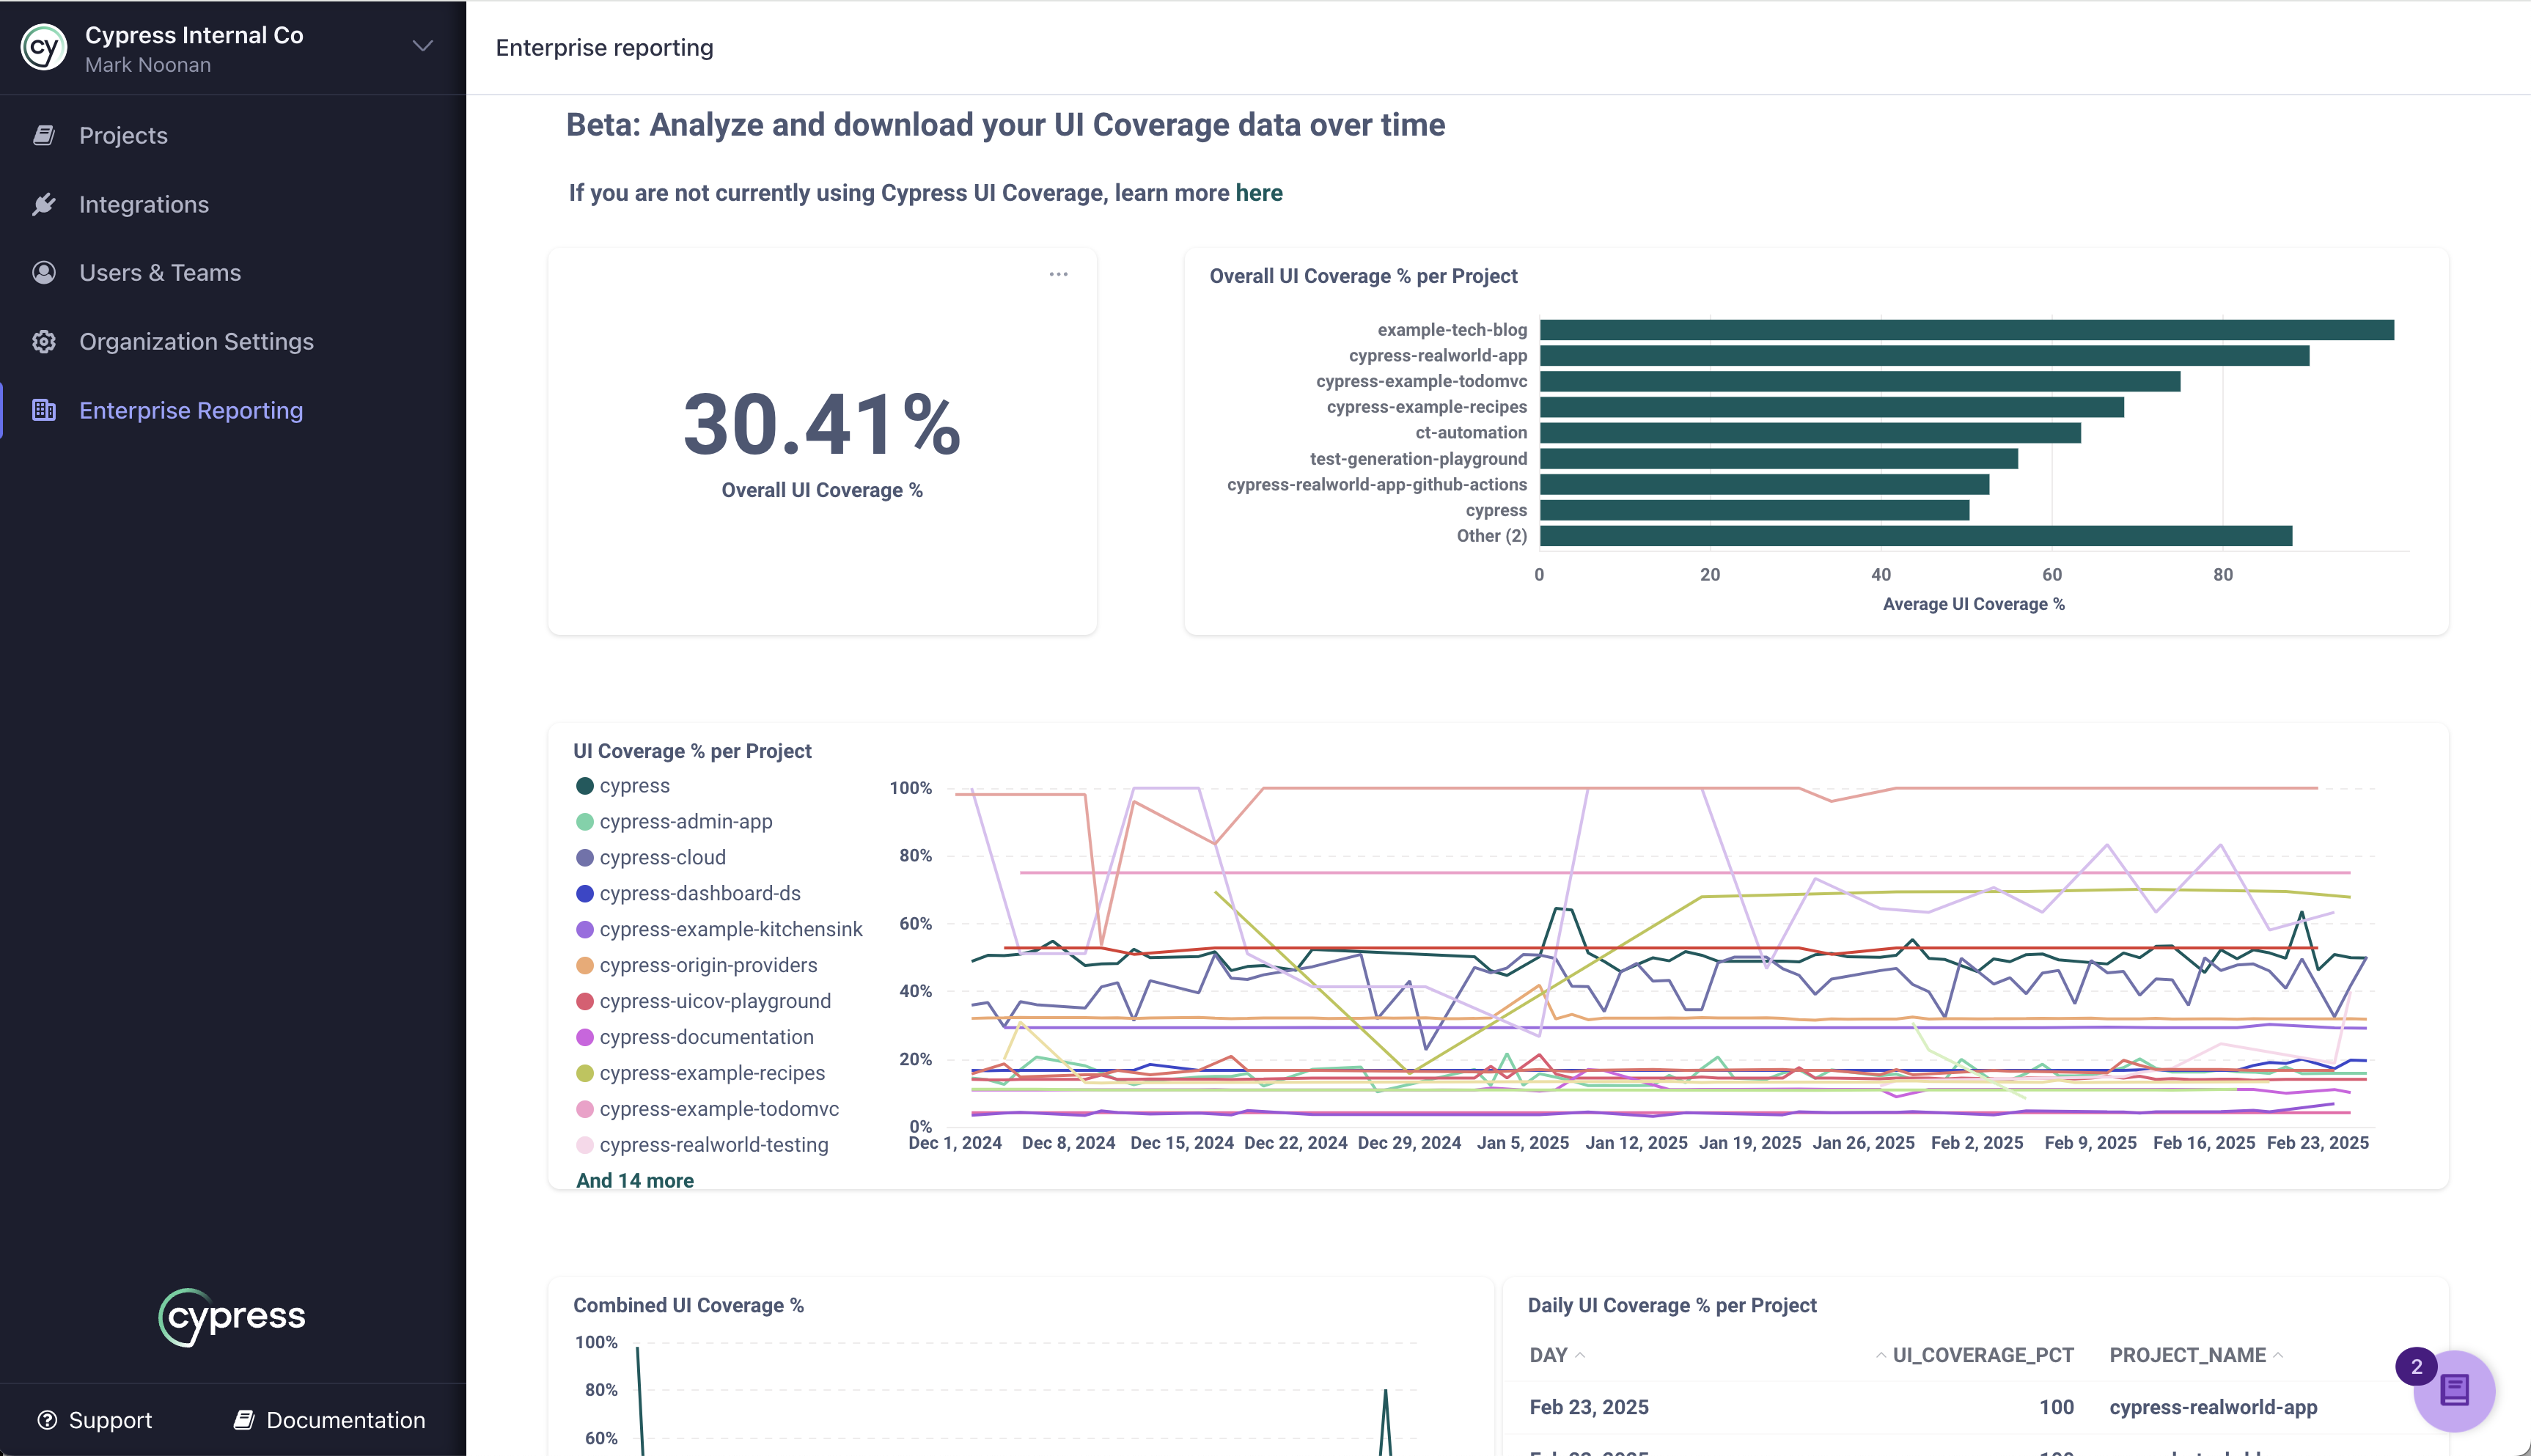 cy
Cypress Internal Co
Mark Noonan
Projects
Integrations
Users & Teams
Organization Settings
Enterprise Reporting
cypress
Support
Documentation
Enterprise reporting
Beta: Analyze and download your UI Coverage data over time
If you are not currently using Cypress UI Coverage, learn more here
30.41%
Overall UI Coverage %
Overall UI Coverage % per Project
example-tech-blog
cypress-realworld-app
cypress-example-todomvc
cypress-example-recipes
ct-automation
test-generation-playground
cypress-realworld-app-github-actions
cypress
Other (2)
0 20 40 60 80
Average UI Coverage %
UI Coverage % per Project
cypress
cypress-admin-app
cypress-cloud
cypress-dashboard-ds
cypress-example-kitchensink
cypress-origin-providers
cypress-uicov-playground
cypress-documentation
cypress-example-recipes
cypress-example-todomvc
cypress-realworld-testing
And 14 more
100%
80%
60%
40%
20%
0%
Dec 1, 2024 Dec 8, 2024 Dec 15, 2024 Dec 22, 2024 Dec 29, 2024 Jan 5, 2025 Jan 12, 2025 Jan 19, 2025 Jan 26, 2025 Feb 2, 2025 Feb 9, 2025 Feb 16, 2025 Feb 23, 2025
Combined UI Coverage %
100%
80%
60%
Daily UI Coverage % per Project
DAY UI_COVERAGE_PCT PROJECT_NAME
Feb 23, 2025 100 cypress-realworld-app
2